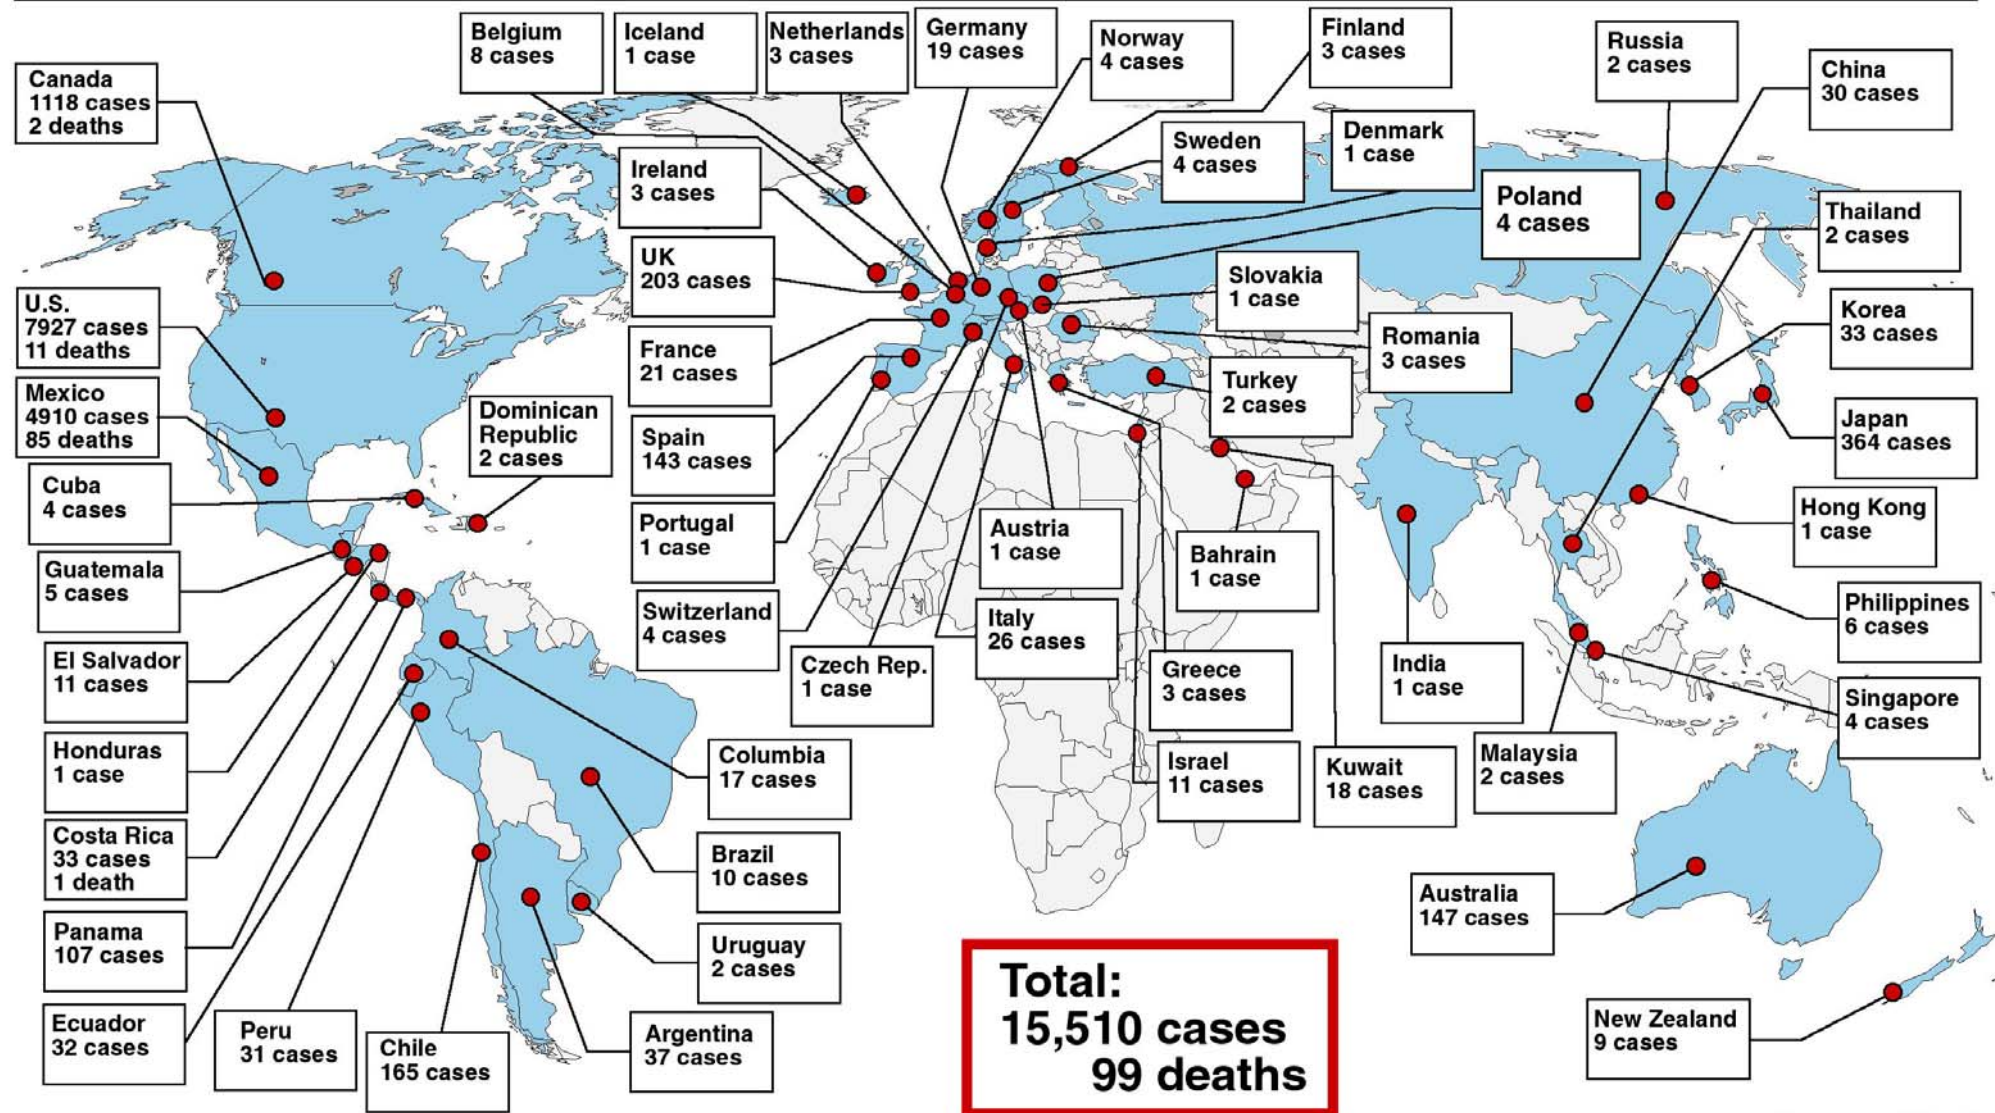 Belgium
8 cases
Iceland
1 case
Netherlands
3 cases
Germany
19 cases
Norway
4 cases
Finland
3 cases
Russia
2 cases
China
30 cases
Canada
1118 cases
2 deaths
Ireland
3 cases
Sweden
4 cases
Denmark
1 case
Poland
4 cases
Thailand
2 cases
UK
203 cases
Slovakia
1 case
Korea
33 cases
U.S.
7927 cases
11 deaths
France
21 cases
Romania
3 cases
Mexico
4910 cases
85 deaths
Dominican
Republic
2 cases
Turkey
2 cases
Japan
364 cases
Spain
143 cases
Cuba
4 cases
Portugal
1 case
Austria
1 case
Bahrain
1 case
Hong Kong
1 case
Guatemala
5 cases
Switzerland
4 cases
Italy
26 cases
Philippines
6 cases
El Salvador
11 cases
Czech Rep.
1 case
Greece
3 cases
India
1 case
Singapore
4 cases
Honduras
1 case
Columbia
17 cases
Israel
11 cases
Kuwait
18 cases
Malaysia
2 cases
Costa Rica
33 cases
1 death
Brazil
10 cases
Australia
147 cases
Panama
107 cases
Uruguay
2 cases
Ecuador
32 cases
Peru
31 cases
Chile
165 cases
Argentina
37 cases
Total:
15,510 cases
99 deaths
New Zealand
9 cases